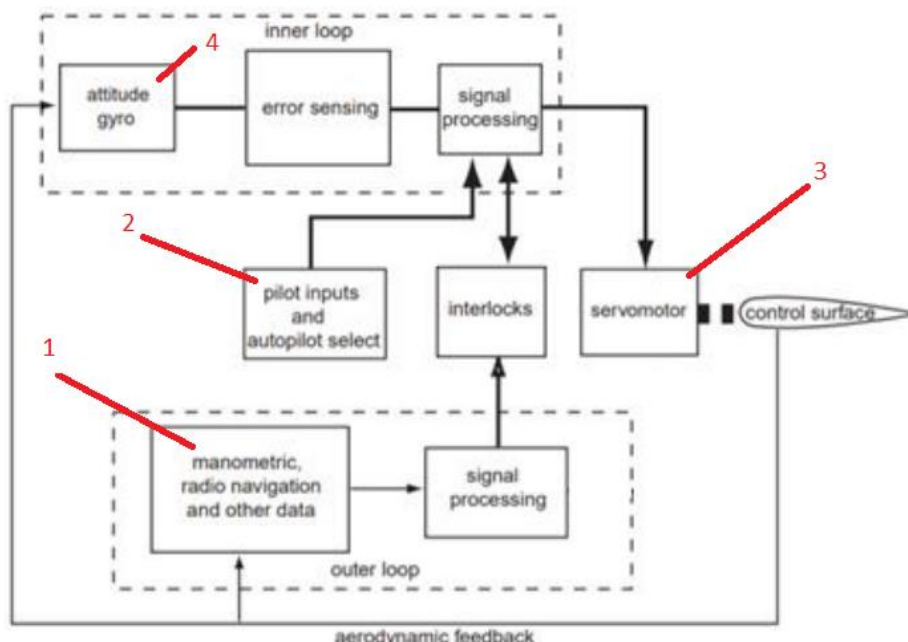 inner loop
4
attitude
gyro
error sensing
signal
processing
3
2
pilot inputs
and
autopilot select
interlocks
servomotor
control surface
1
manometric,
radio navigation
and other data
signal
processing
outer loop
aerodynamic feedback